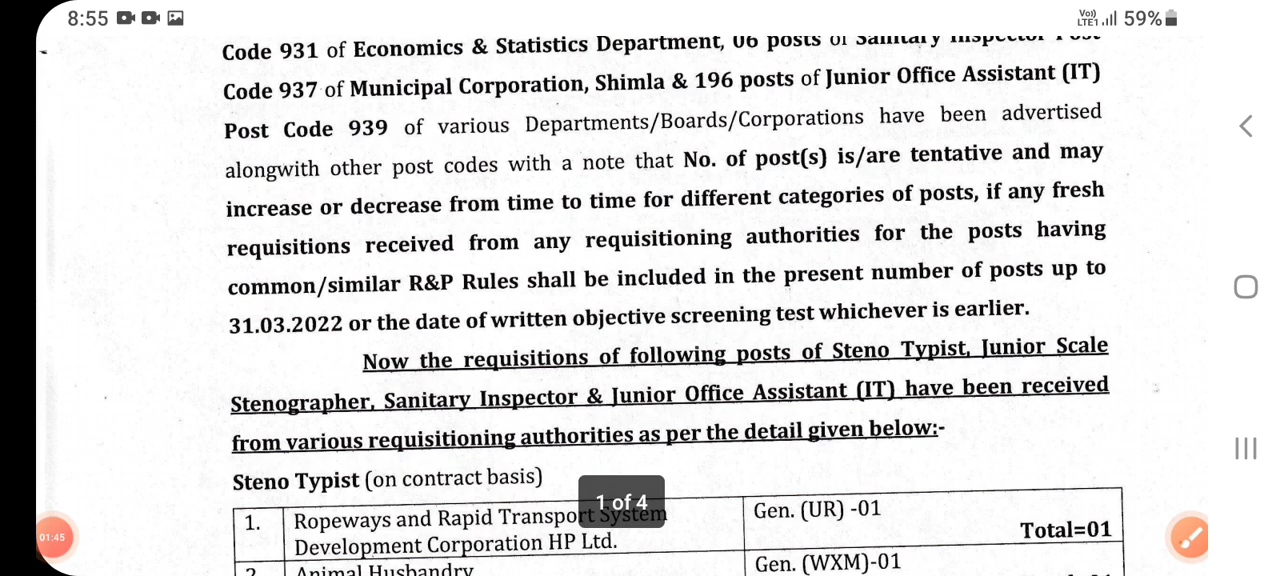 8:55 Vo)) LTE1 59%
Code 931 of Economics & Statistics Department, 06 posts of Sanitary Inspector Post
Code 937 of Municipal Corporation, Shimla & 196 posts of Junior Office Assistant (IT)
Post Code 939 of various Departments/Boards/Corporations have been advertised
alongwith other post codes with a note that No. of post(s) is/are tentative and may
increase or decrease from time to time for different categories of posts, if any fresh
requisitions received from any requisitioning authorities for the posts having
common/similar R&P Rules shall be included in the present number of posts up to
31.03.2022 or the date of written objective screening test whichever is earlier.
Now the requisitions of following posts of Steno Typist, Junior Scale
Stenographer, Sanitary Inspector & Junior Office Assistant (IT) have been received
from various requisitioning authorities as per the detail given below:-
Steno Typist (on contract basis)
1 of 4
1. Ropeways and Rapid Transport System Gen. (UR) -01
Development Corporation HP Ltd. Total=01
2. Animal Husbandry Gen. (WXM)-01
01:45